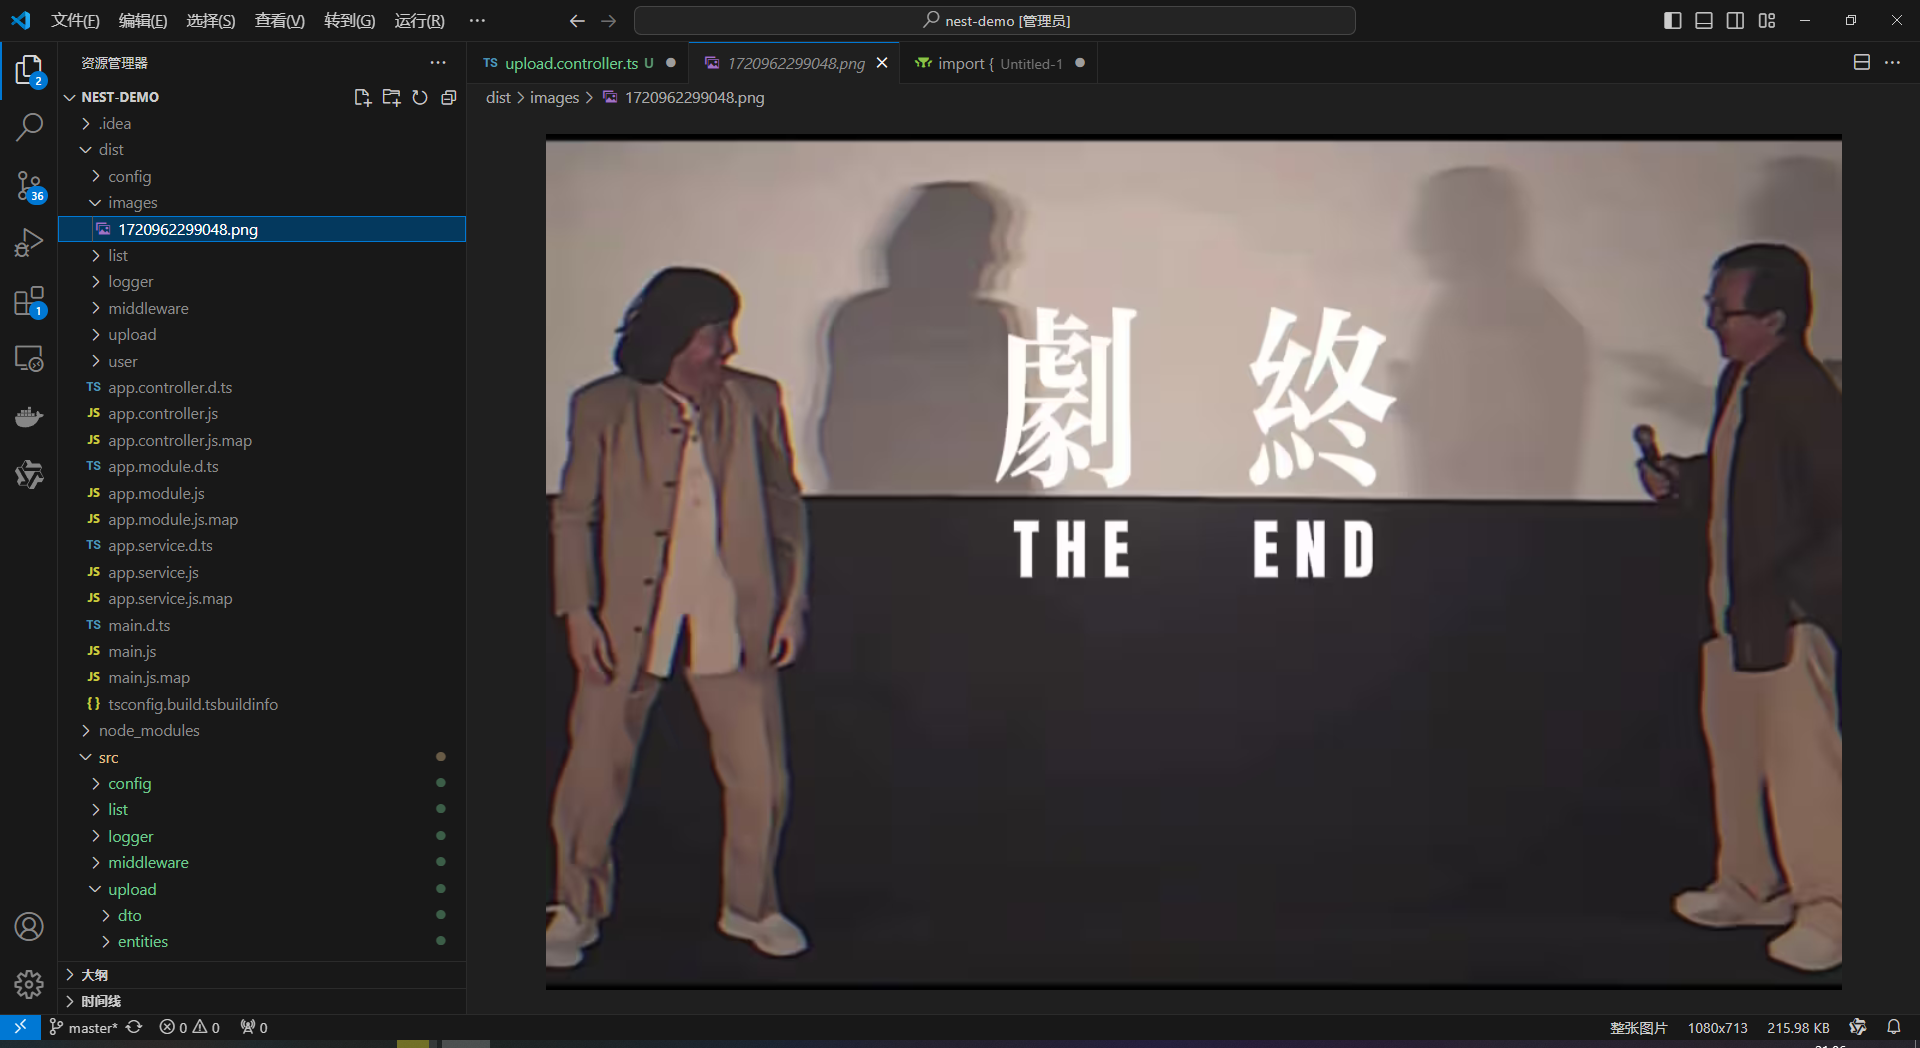 文件(F) 编辑(E) 选择(S) 查看(V) 转到(G) 运行(R) ···
nest-demo [管理员]
资源管理器
NEST-DEMO
.idea
dist
config
images
1720962299048.png
list
logger
middleware
upload
user
TS app.controller.d.ts
JS app.controller.js
JS app.controller.js.map
TS app.module.d.ts
JS app.module.js
JS app.module.js.map
TS app.service.d.ts
JS app.service.js
JS app.service.js.map
TS main.d.ts
JS main.js
JS main.js.map
{} tsconfig.build.tsbuildinfo
node_modules
src
config
list
logger
middleware
upload
dto
entities
大纲
时间线
2
36
1
TS upload.controller.ts U
1720962299048.png
import { Untitled-1
dist > images > 1720962299048.png
劇 終
THE END
master* 0 0 0
整张图片 1080x713 215.98 KB